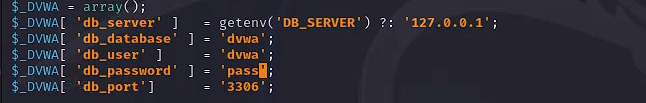 $_DVWA = array();
$_DVWA[ 'db_server' ]   = getenv('DB_SERVER') ?: '127.0.0.1';
$_DVWA[ 'db_database' ] = 'dvwa';
$_DVWA[ 'db_user' ]     = 'dvwa';
$_DVWA[ 'db_password' ] = 'pass';
$_DVWA[ 'db_port']      = '3306';